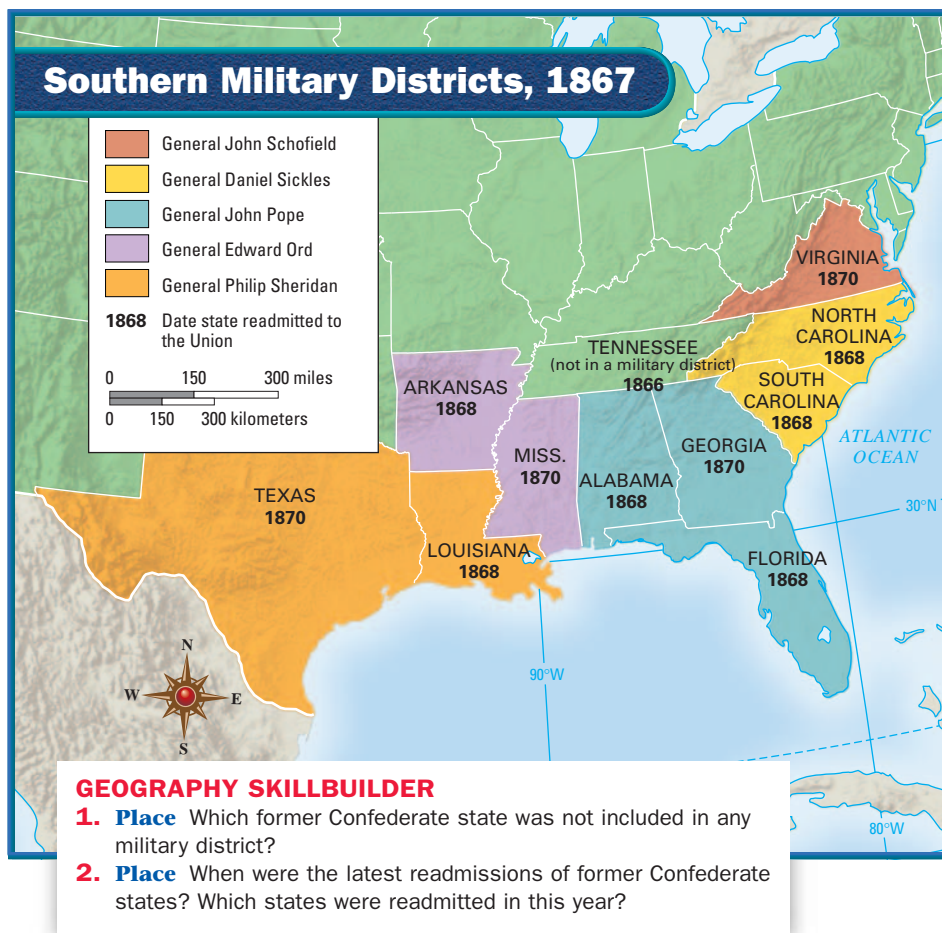 Southern Military Districts, 1867
General John Schofield
General Daniel Sickles
General John Pope
General Edward Ord
General Philip Sheridan
1868 Date state readmitted to
the Union
0 150 300 miles
0 150 300 kilometers
VIRGINIA
1870
NORTH
CAROLINA
1868
TENNESSEE
(not in a military district)
1866
SOUTH
CAROLINA
1868
ARKANSAS
1868
MISS.
1870
ALABAMA
1868
GEORGIA
1870
ATLANTIC
OCEAN
TEXAS
1870
LOUISIANA
1868
FLORIDA
1868
30°N
90°W
80°W
N
W E
S
GEOGRAPHY SKILLBUILDER
1. Place Which former Confederate state was not included in any
military district?
2. Place When were the latest readmissions of former Confederate
states? Which states were readmitted in this year?